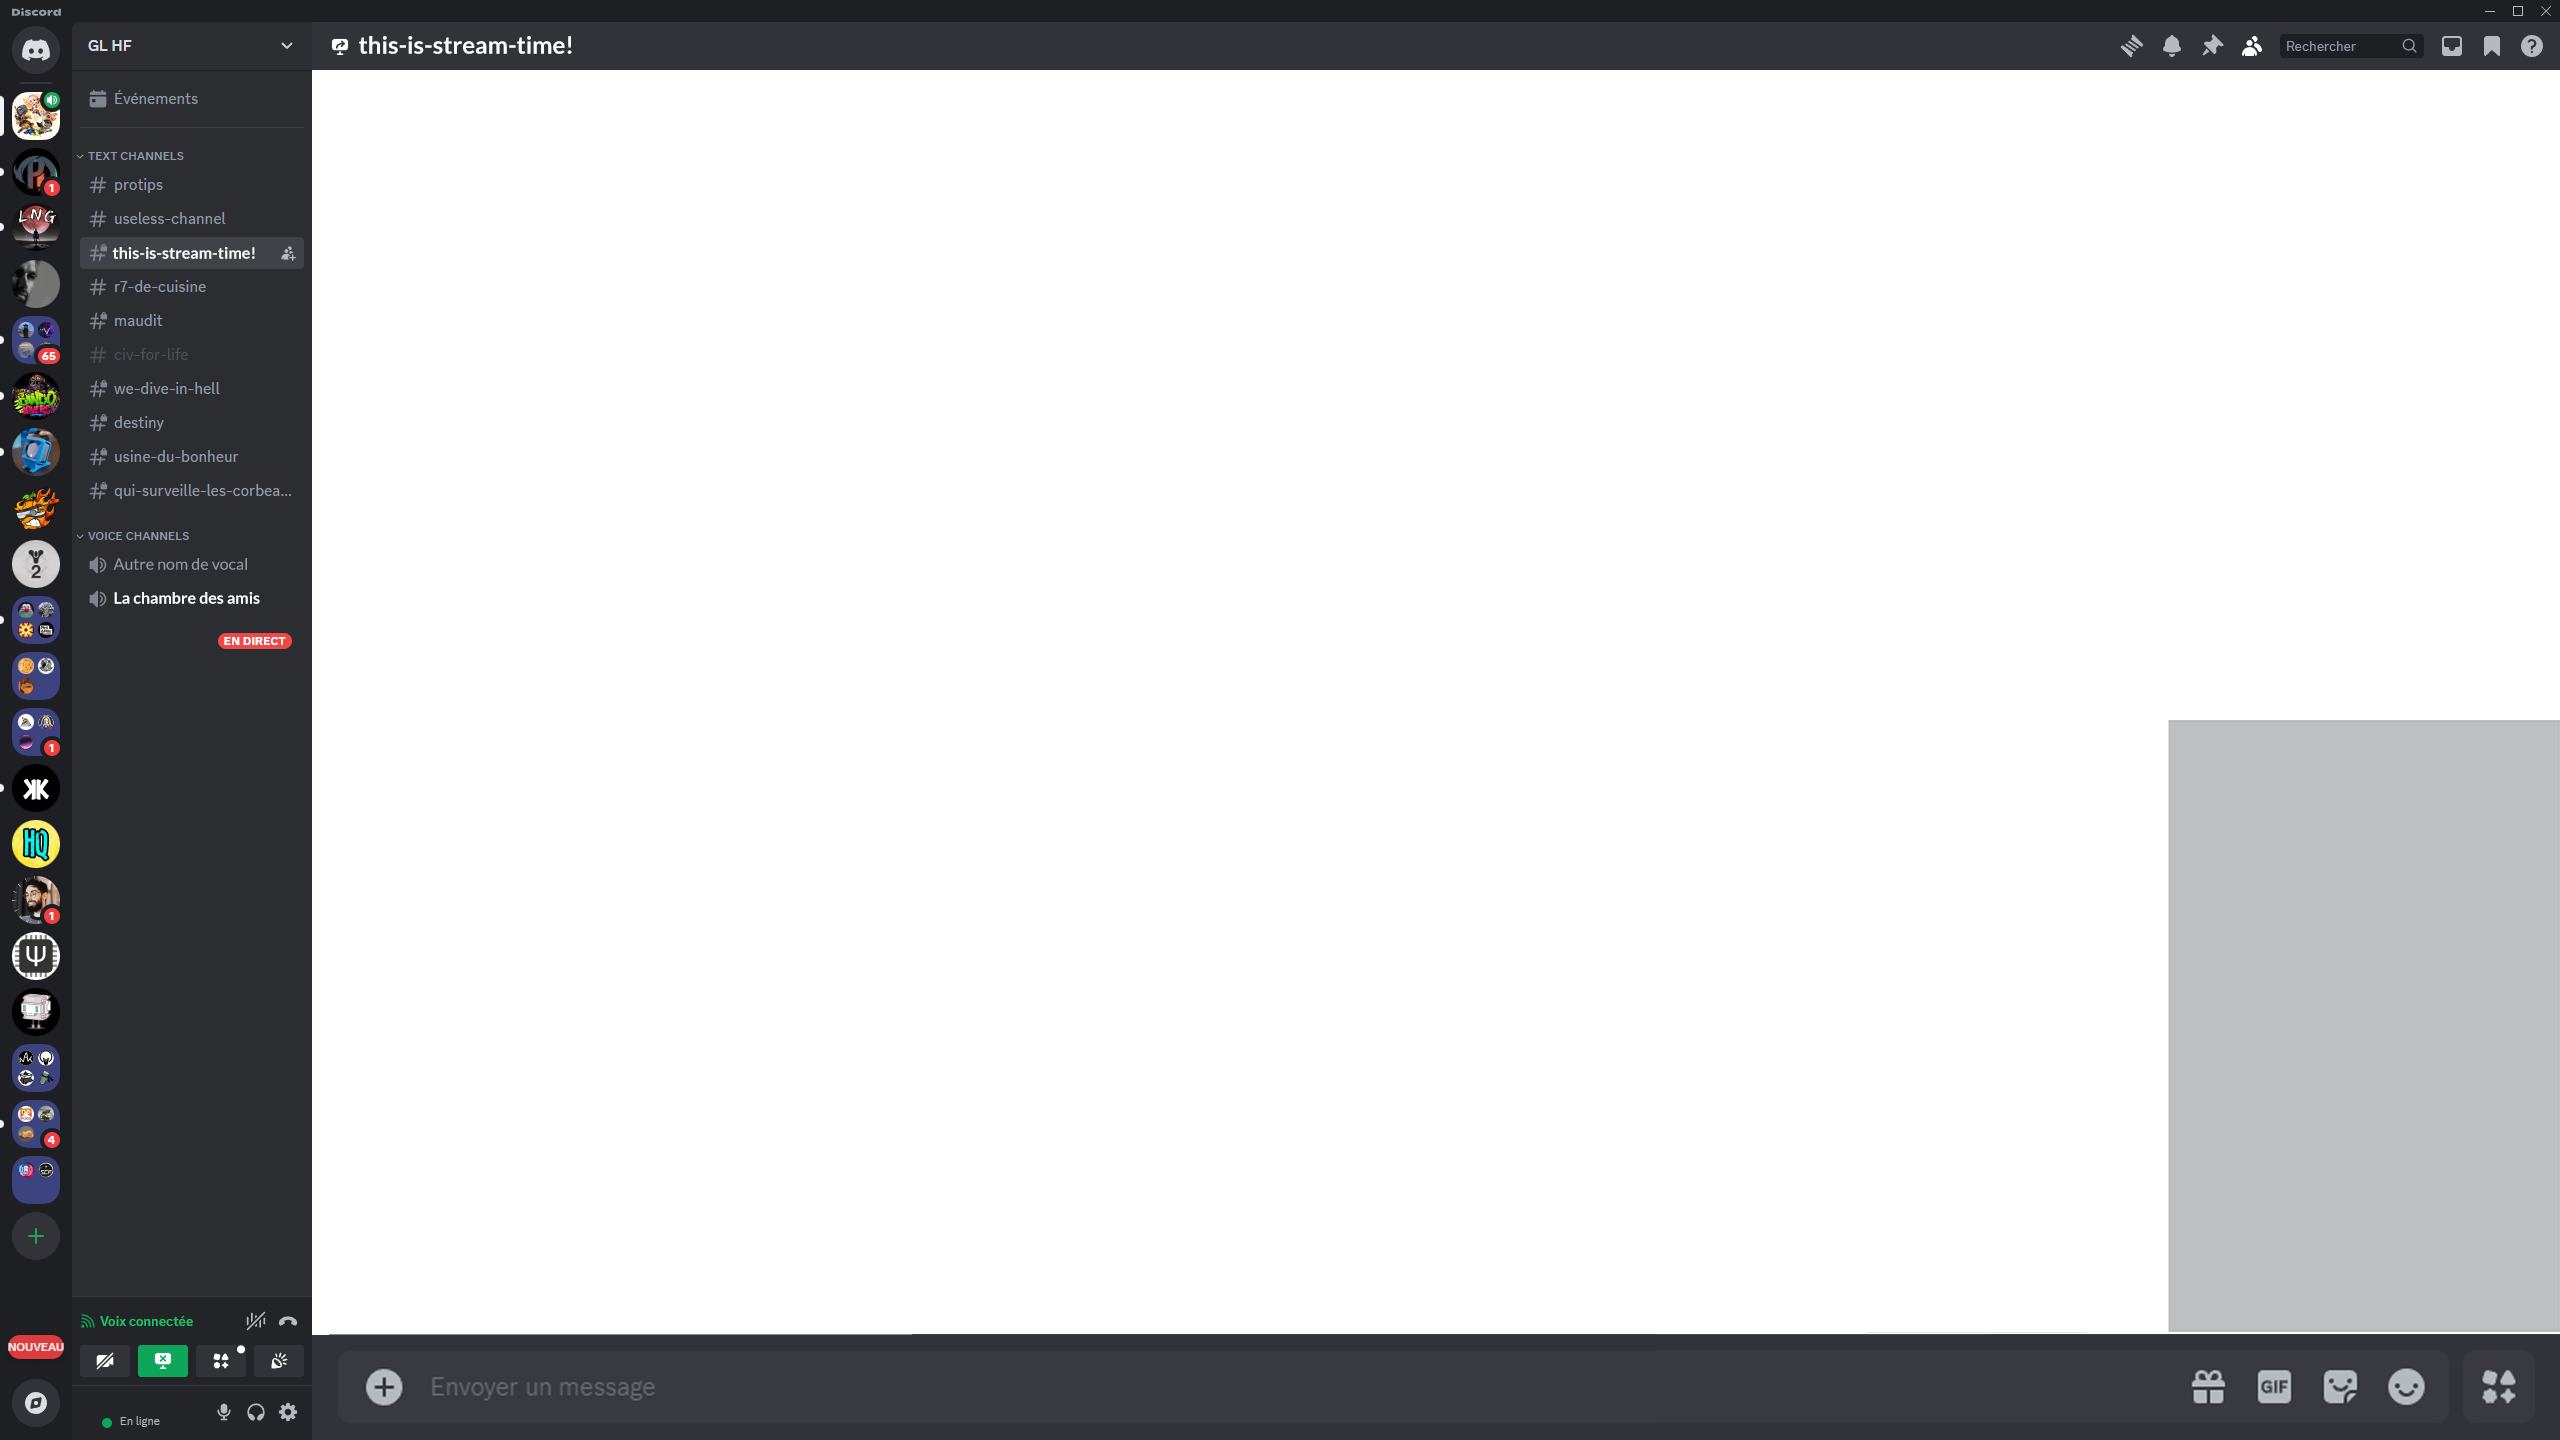 Discord
GL HF
this-is-stream-time!
Rechercher
Événements
TEXT CHANNELS
protips
useless-channel
this-is-stream-time!
r7-de-cuisine
maudit
civ-for-life
we-dive-in-hell
destiny
usine-du-bonheur
qui-surveille-les-corbea...
VOICE CHANNELS
Autre nom de vocal
La chambre des amis
EN DIRECT
1
LNG
65
2
1
HQ
1
4
NOUVEAU
Voix connectée
En ligne
Envoyer un message
GIF